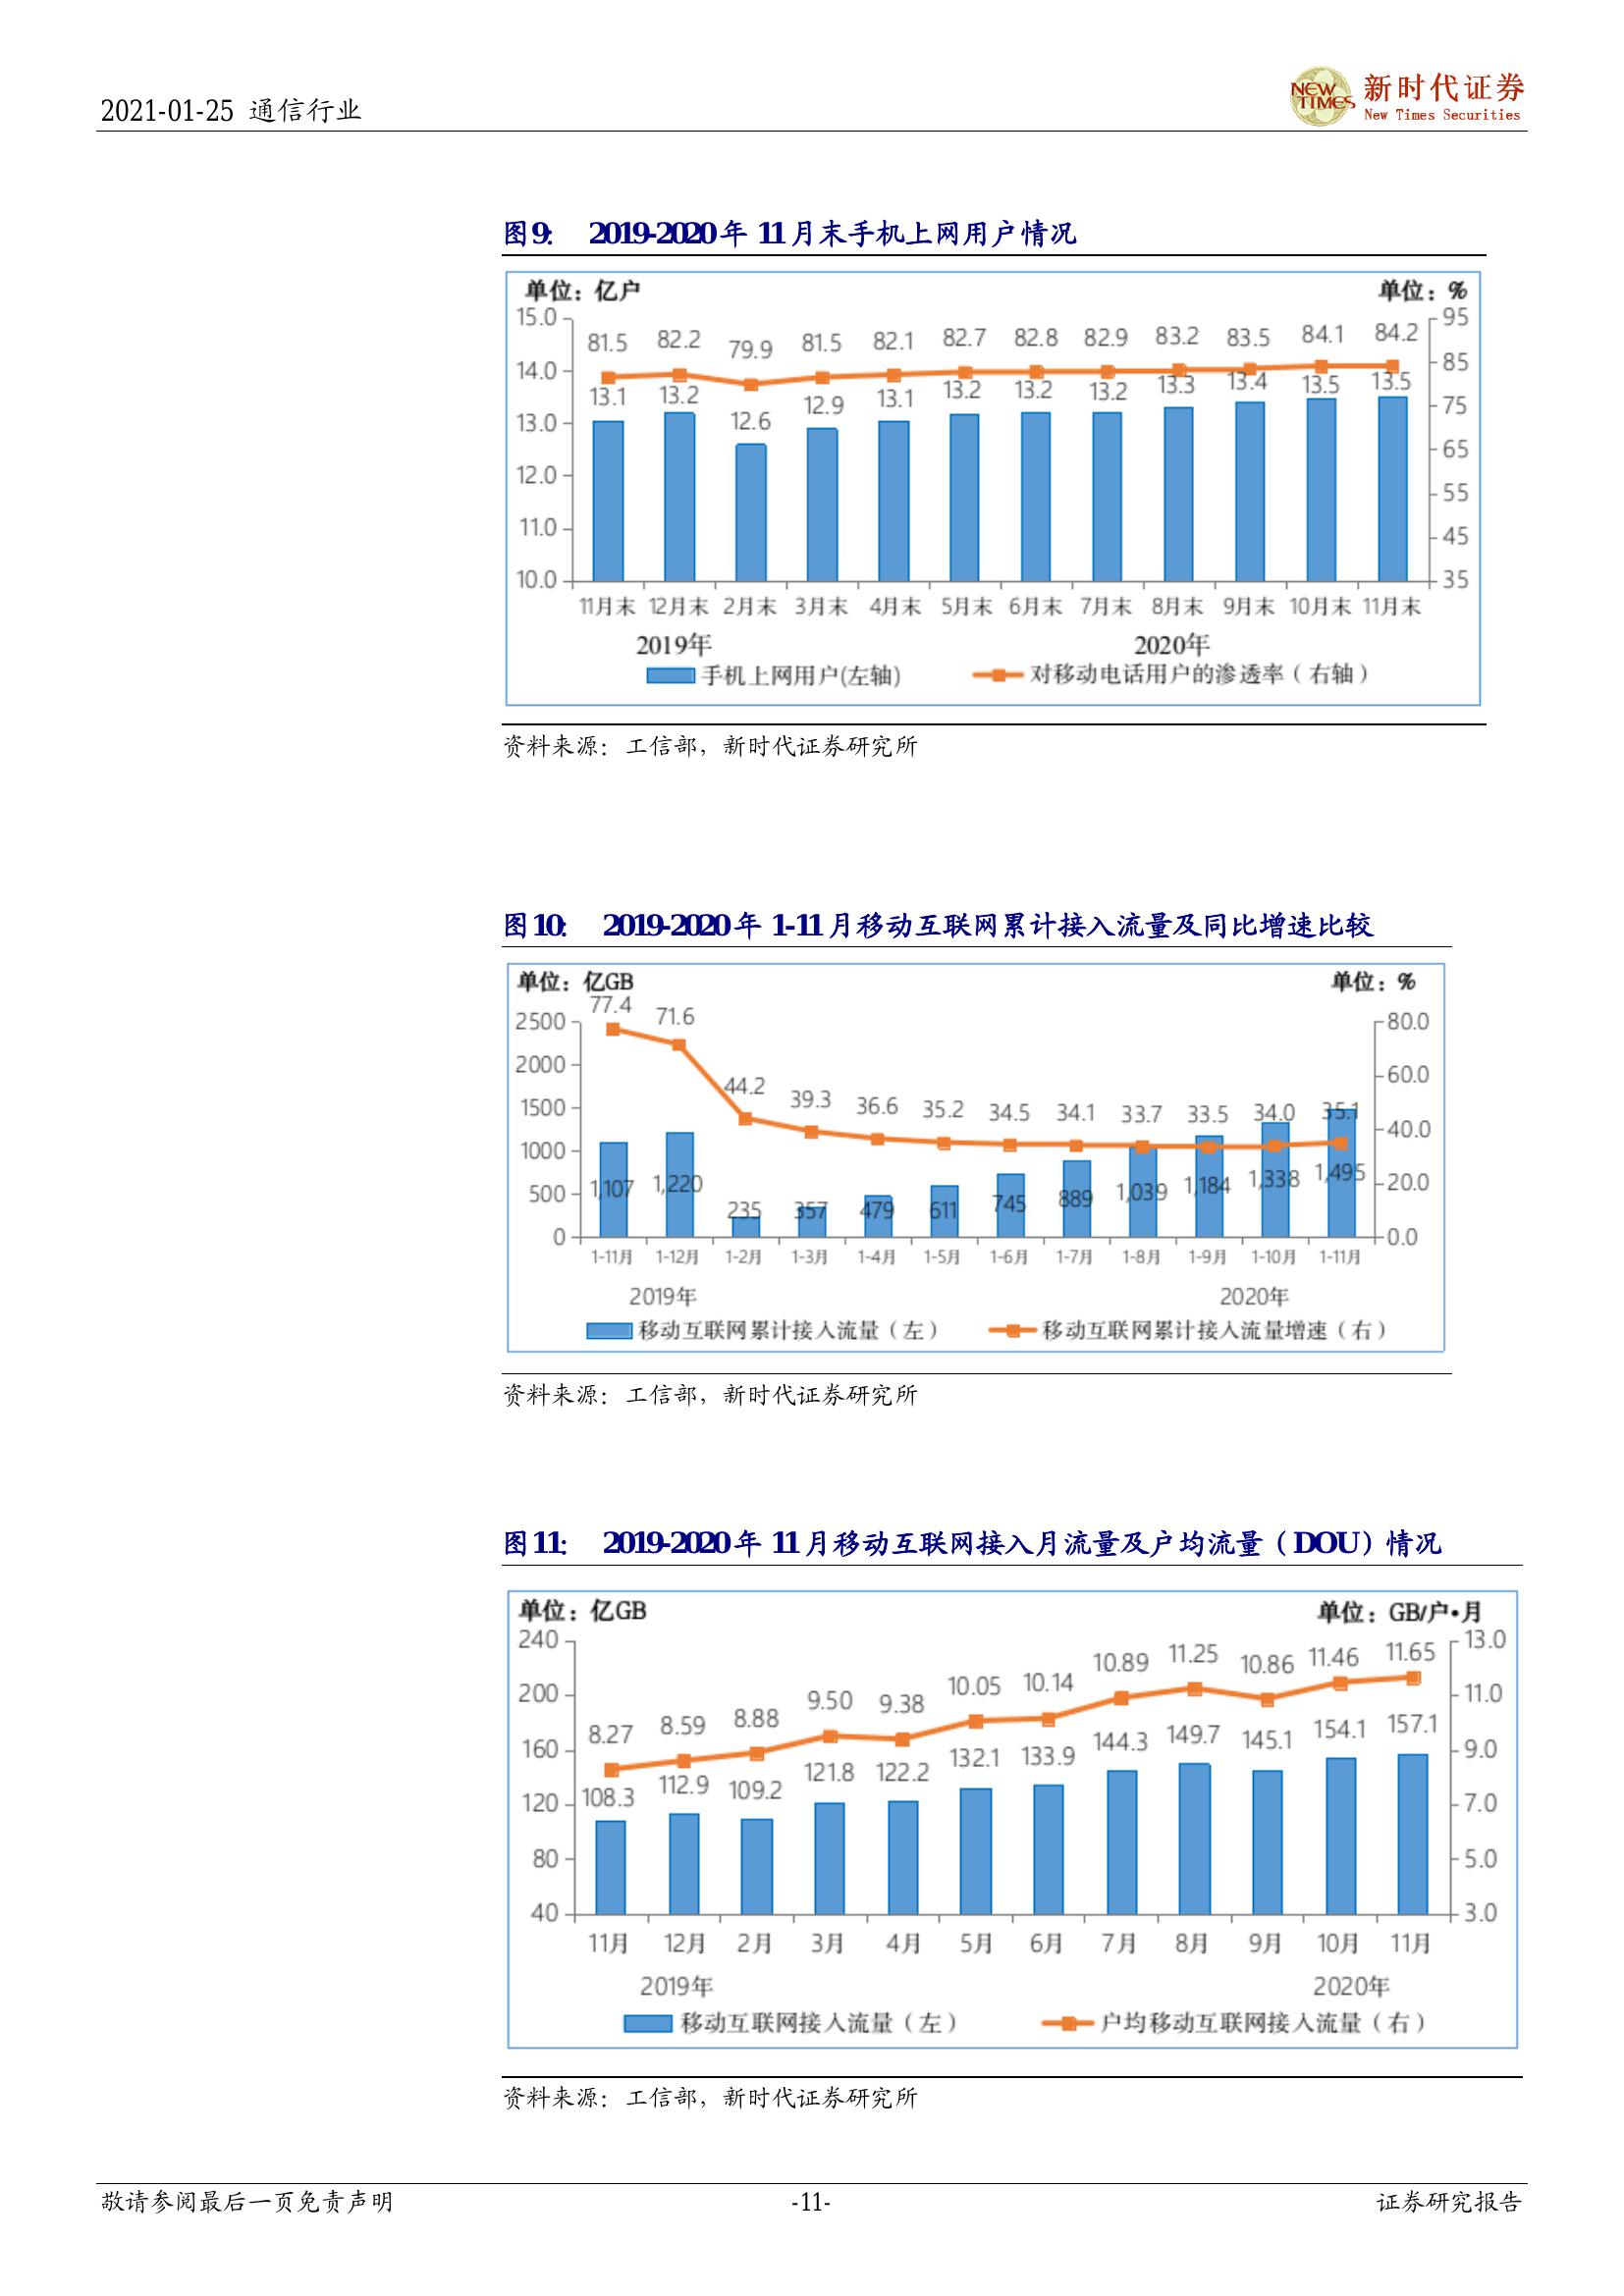 2021-01-25 通信行业
NEW TIMES 新时代证券
New Times Securities
图9: 2019-2020年 11月末手机上网用户情况
单位：亿户 单位：%
15.0 95
81.5 82.2 79.9 81.5 82.1 82.7 82.8 82.9 83.2 83.5 84.1 84.2
14.0 85
13.1 13.2 12.6 12.9 13.1 13.2 13.2 13.2 13.3 13.4 13.5 13.5
75
13.0
65
12.0
55
11.0
45
10.0 35
11月末 12月末 2月末 3月末 4月末 5月末 6月末 7月末 8月末 9月末 10月末 11月末
2019年 2020年
手机上网用户(左轴) 对移动电话用户的渗透率（右轴）
资料来源：工信部，新时代证券研究所
图10: 2019-2020年 1-11月移动互联网累计接入流量及同比增速比较
单位：亿GB 单位：%
77.4 71.6 44.2 39.3 36.6 35.2 34.5 34.1 33.7 33.5 34.0 35.1
2500 80.0
2000 60.0
1500
1000 40.0
500 20.0
1,107 1,220 235 357 479 611 745 889 1,039 1,184 1,338 1,495
0 0.0
1-11月 1-12月 1-2月 1-3月 1-4月 1-5月 1-6月 1-7月 1-8月 1-9月 1-10月 1-11月
2019年 2020年
移动互联网累计接入流量（左） 移动互联网累计接入流量增速（右）
资料来源：工信部，新时代证券研究所
图11: 2019-2020年 11月移动互联网接入月流量及户均流量（DOU）情况
单位：亿GB 单位：GB/户•月
240 13.0
8.27 8.59 8.88 9.50 9.38 10.05 10.14 10.89 11.25 10.86 11.46 11.65
200 11.0
160 9.0
108.3 112.9 109.2 121.8 122.2 132.1 133.9 144.3 149.7 145.1 154.1 157.1
120 7.0
80 5.0
40 3.0
11月 12月 2月 3月 4月 5月 6月 7月 8月 9月 10月 11月
2019年 2020年
移动互联网接入流量（左） 户均移动互联网接入流量（右）
资料来源：工信部，新时代证券研究所
敬请参阅最后一页免责声明 -11- 证券研究报告